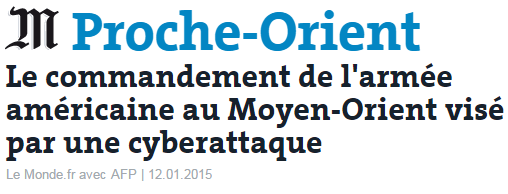 M Proche-Orient
Le commandement de l'armée
américaine au Moyen-Orient visé
par une cyberattaque
Le Monde.fr avec AFP | 12.01.2015